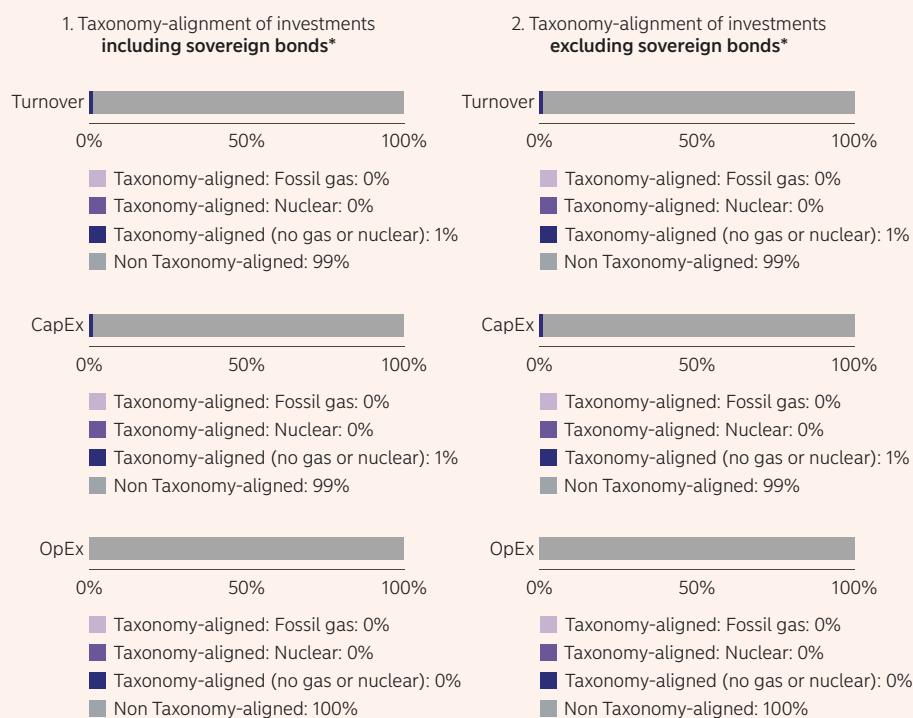 1. Taxonomy-alignment of investments
including sovereign bonds*
Turnover
0% 50% 100%
Taxonomy-aligned: Fossil gas: 0%
Taxonomy-aligned: Nuclear: 0%
Taxonomy-aligned (no gas or nuclear): 1%
Non Taxonomy-aligned: 99%
CapEx
0% 50% 100%
Taxonomy-aligned: Fossil gas: 0%
Taxonomy-aligned: Nuclear: 0%
Taxonomy-aligned (no gas or nuclear): 1%
Non Taxonomy-aligned: 99%
OpEx
0% 50% 100%
Taxonomy-aligned: Fossil gas: 0%
Taxonomy-aligned: Nuclear: 0%
Taxonomy-aligned (no gas or nuclear): 0%
Non Taxonomy-aligned: 100%
2. Taxonomy-alignment of investments
excluding sovereign bonds*
Turnover
0% 50% 100%
Taxonomy-aligned: Fossil gas: 0%
Taxonomy-aligned: Nuclear: 0%
Taxonomy-aligned (no gas or nuclear): 1%
Non Taxonomy-aligned: 99%
CapEx
0% 50% 100%
Taxonomy-aligned: Fossil gas: 0%
Taxonomy-aligned: Nuclear: 0%
Taxonomy-aligned (no gas or nuclear): 1%
Non Taxonomy-aligned: 99%
OpEx
0% 50% 100%
Taxonomy-aligned: Fossil gas: 0%
Taxonomy-aligned: Nuclear: 0%
Taxonomy-aligned (no gas or nuclear): 0%
Non Taxonomy-aligned: 100%